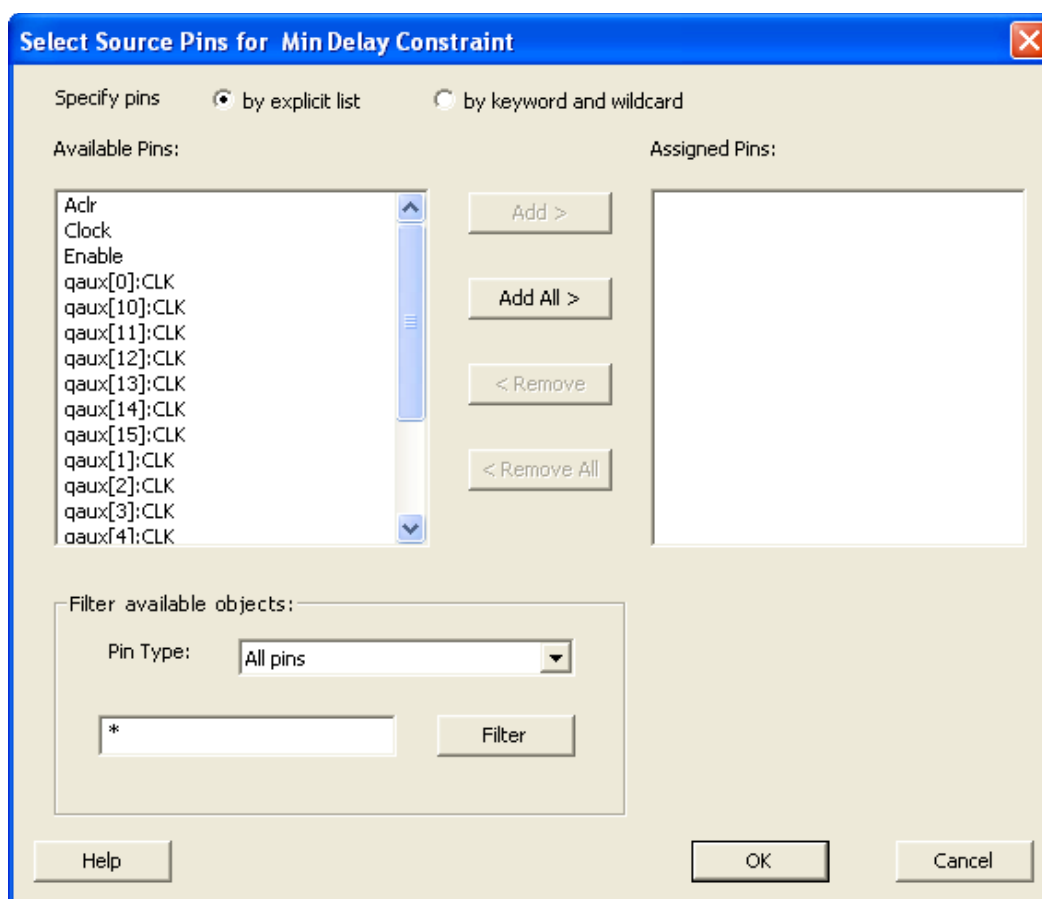 Select Source Pins for Min Delay Constraint
Specify pins by explicit list by keyword and wildcard
Available Pins: Assigned Pins:
Aclr
Clock
Enable
qaux[0]:CLK
qaux[10]:CLK
qaux[11]:CLK
qaux[12]:CLK
qaux[13]:CLK
qaux[14]:CLK
qaux[15]:CLK
qaux[1]:CLK
qaux[2]:CLK
qaux[3]:CLK
qaux[4]:CLK
Add >
Add All >
< Remove
< Remove All
Filter available objects:
Pin Type: All pins
* Filter
Help OK Cancel